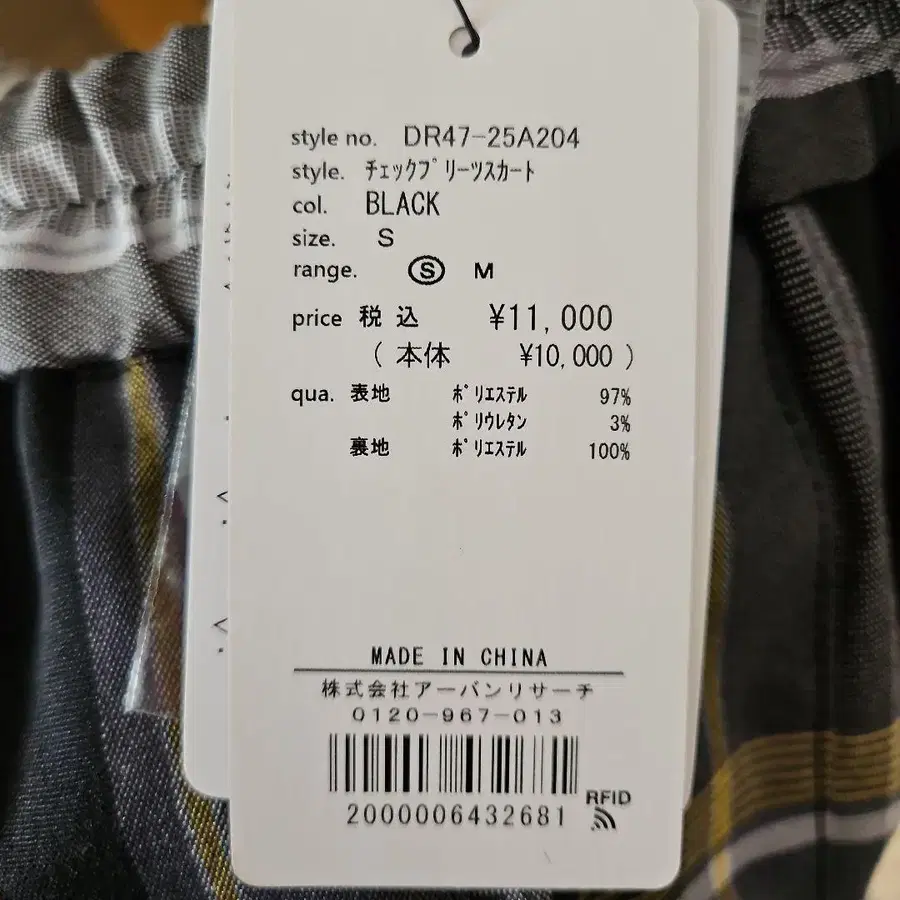 style no. DR47-25A204
style. ﾁｪｯｸﾌﾟﾘｰﾂｽｶｰﾄ
col. BLACK
size. S
range. Ⓢ M
price 税 込 ¥11,000
( 本体 ¥10,000 )
qua. 表地 ﾎﾟﾘｴｽﾃﾙ 97%
ﾎﾟﾘｳﾚﾀﾝ 3%
裏地 ﾎﾟﾘｴｽﾃﾙ 100%
MADE IN CHINA
株式会社アーバンリサーチ
0120-967-013
RFID
2000006432681